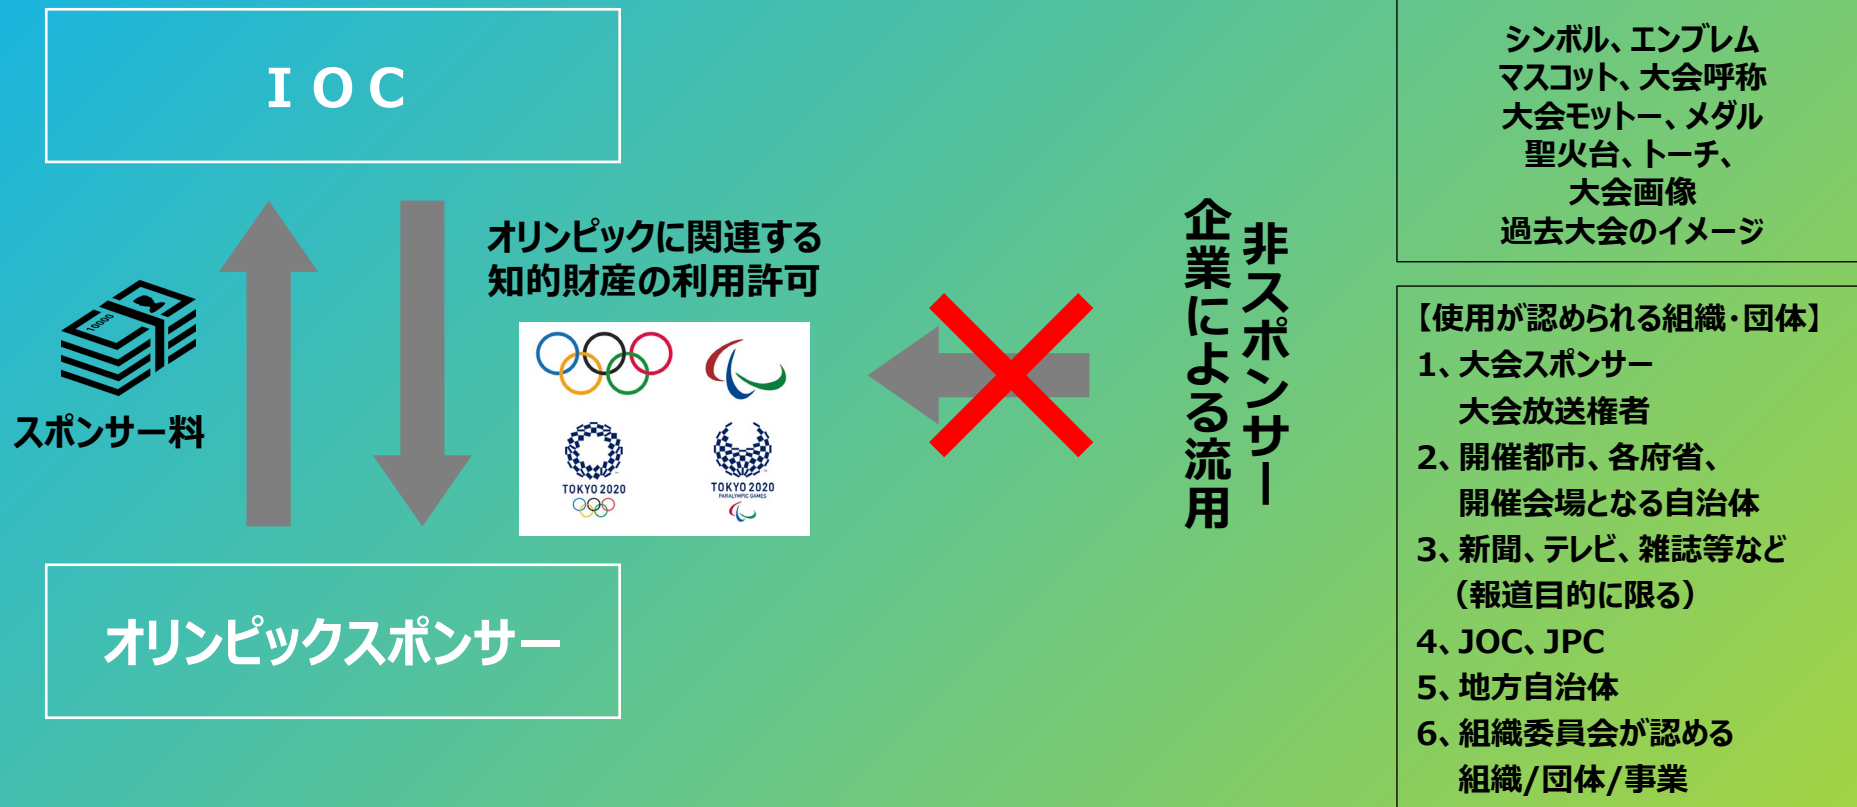 ＩＯＣ
オリンピックに関連する
知的財産の利用許可
10000
スポンサー料
TOKYO 2020
TOKYO 2020
PARALYMPIC GAMES
オリンピックスポンサー
非スポンサー
企業による流用
シンボル、エンブレム
マスコット、大会呼称
大会モットー、メダル
聖火台、トーチ、
大会画像
過去大会のイメージ
【使用が認められる組織・団体】
1、大会スポンサー
大会放送権者
2、開催都市、各府省、
開催会場となる自治体
3、新聞、テレビ、雑誌等など
（報道目的に限る）
4、JOC、JPC
5、地方自治体
6、組織委員会が認める
組織/団体/事業